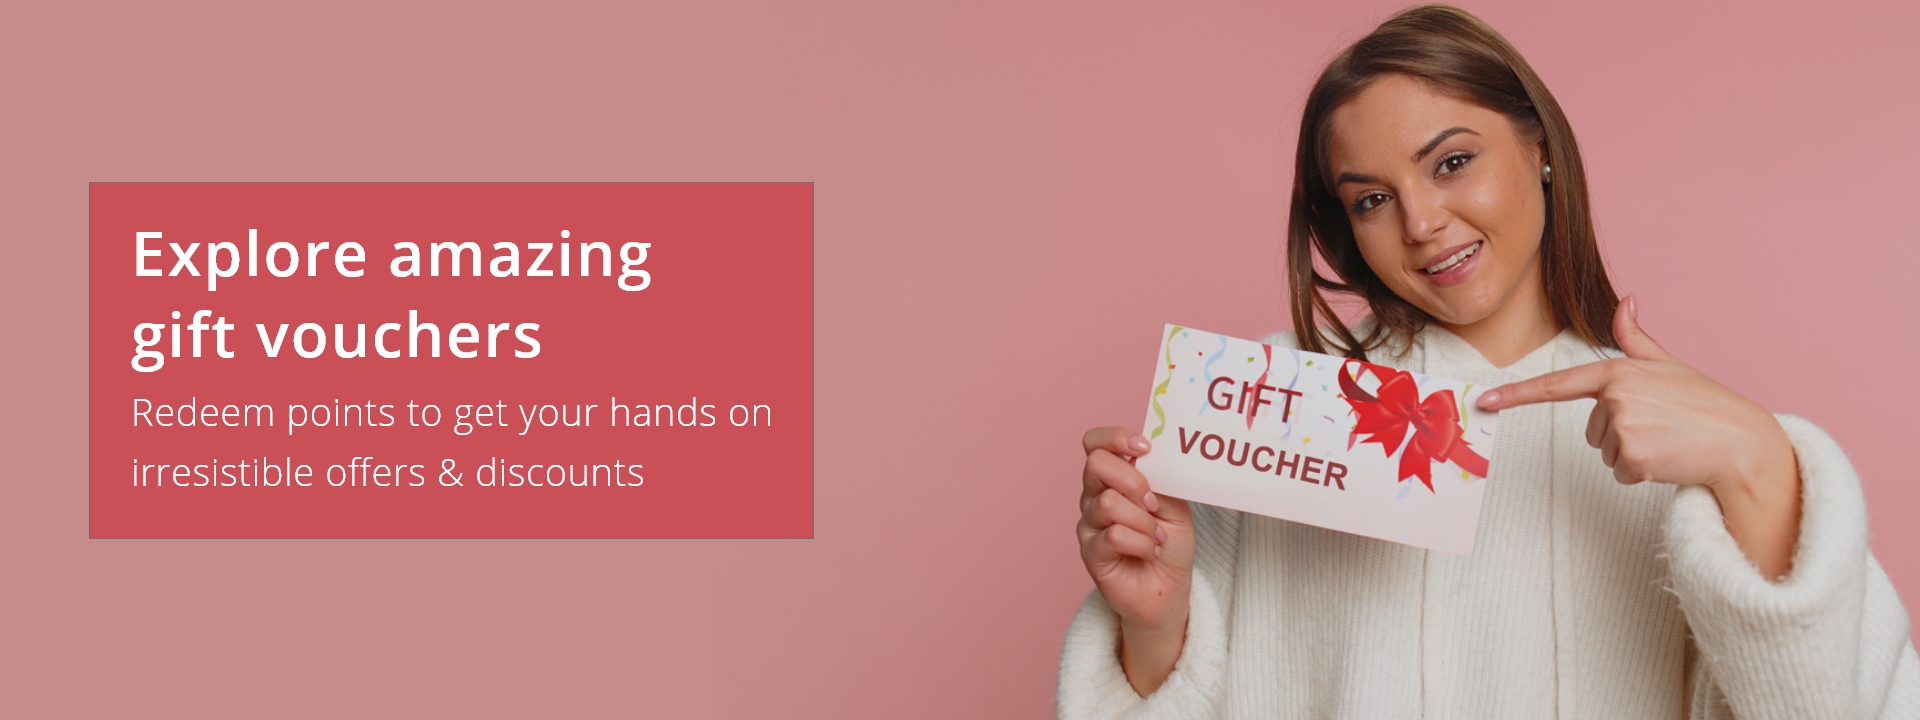 Explore amazing
gift vouchers
Redeem points to get your hands on
irresistible offers & discounts
GIFT
VOUCHER